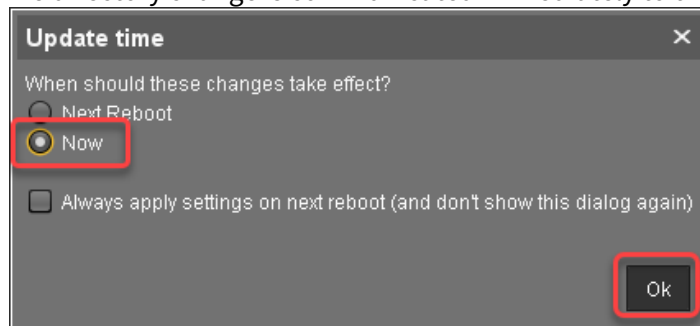 Update time
When should these changes take effect?
Next Reboot
Now
Always apply settings on next reboot (and don't show this dialog again)
Ok